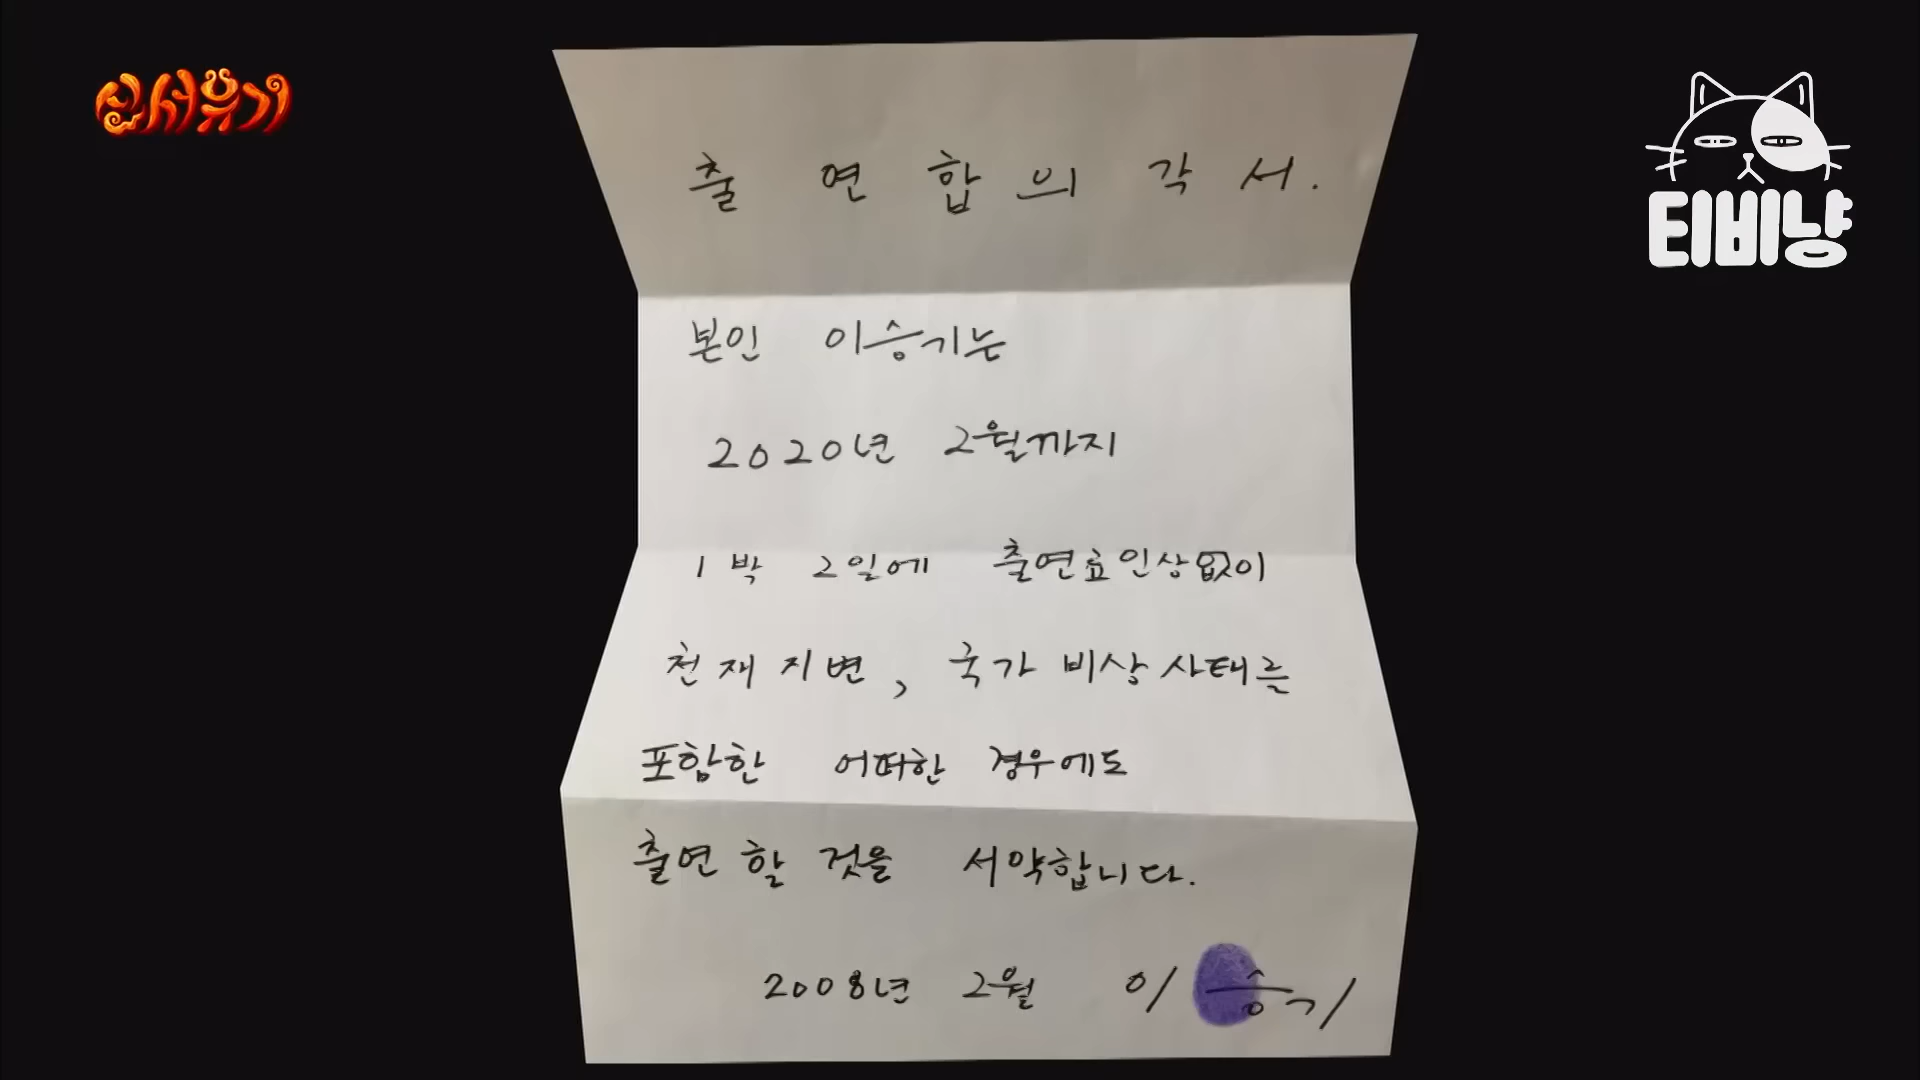 신서유기
티비냥
출연합의각서.
본인 이승기는
2020년 2월까지
1박 2일에 출연료인상없이
천재지변, 국가비상사태를
포함한 어떠한 경우에도
출연할 것을 서약합니다.
2008년 2월 이승기